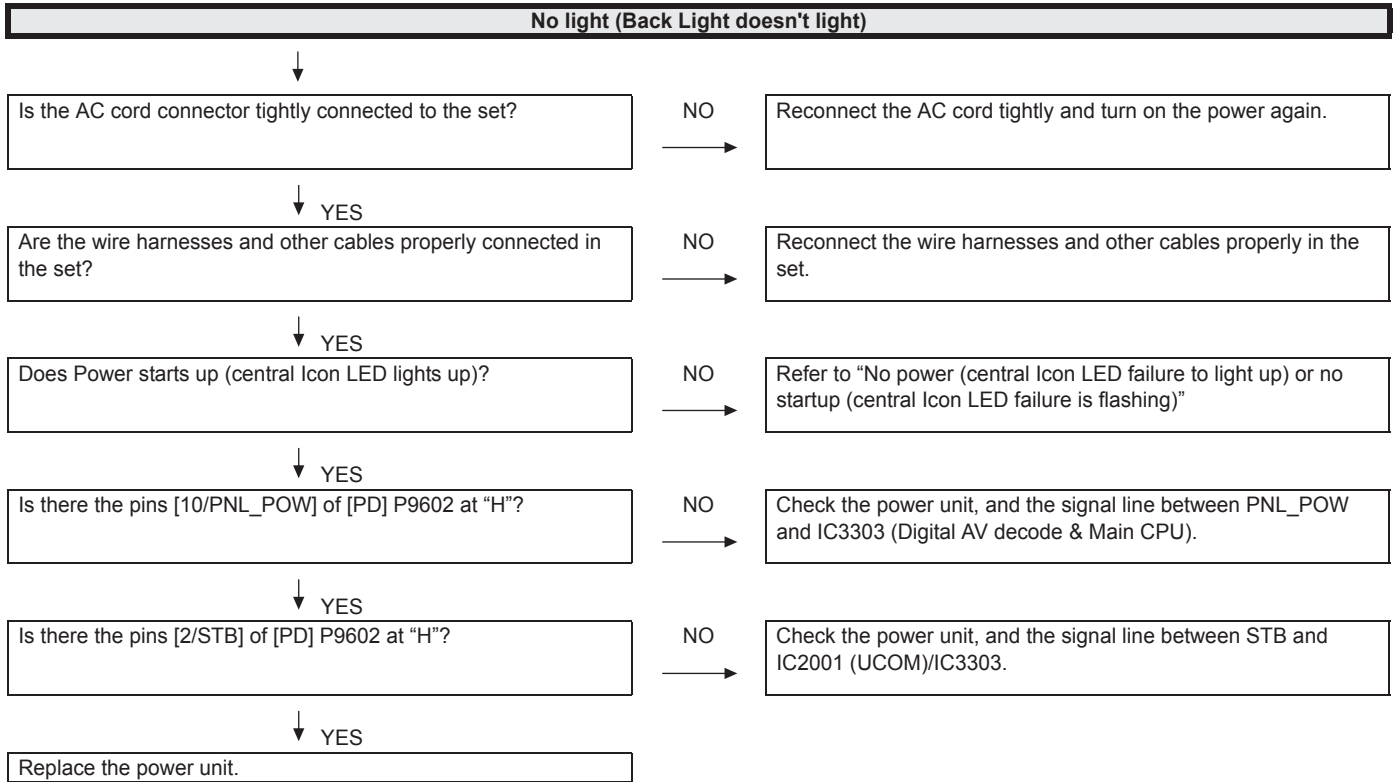 No light (Back Light doesn't light)
Is the AC cord connector tightly connected to the set?
NO
Reconnect the AC cord tightly and turn on the power again.
YES
Are the wire harnesses and other cables properly connected in
the set?
NO
Reconnect the wire harnesses and other cables properly in the
set.
YES
Does Power starts up (central Icon LED lights up)?
NO
Refer to “No power (central Icon LED failure to light up) or no
startup (central Icon LED failure is flashing)”
YES
Is there the pins [10/PNL_POW] of [PD] P9602 at “H”?
NO
Check the power unit, and the signal line between PNL_POW
and IC3303 (Digital AV decode & Main CPU).
YES
Is there the pins [2/STB] of [PD] P9602 at “H”?
NO
Check the power unit, and the signal line between STB and
IC2001 (UCOM)/IC3303.
YES
Replace the power unit.